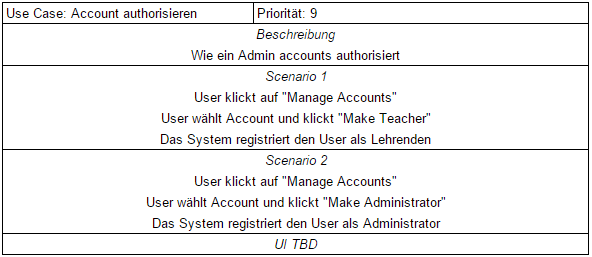 Use Case: Account authorisieren Priorität: 9
Beschreibung
Wie ein Admin accounts authorisiert
Scenario 1
User klickt auf "Manage Accounts"
User wählt Account und klickt "Make Teacher"
Das System registriert den User als Lehrenden
Scenario 2
User klickt auf "Manage Accounts"
User wählt Account und klickt "Make Administrator"
Das System registriert den User als Administrator
UI TBD